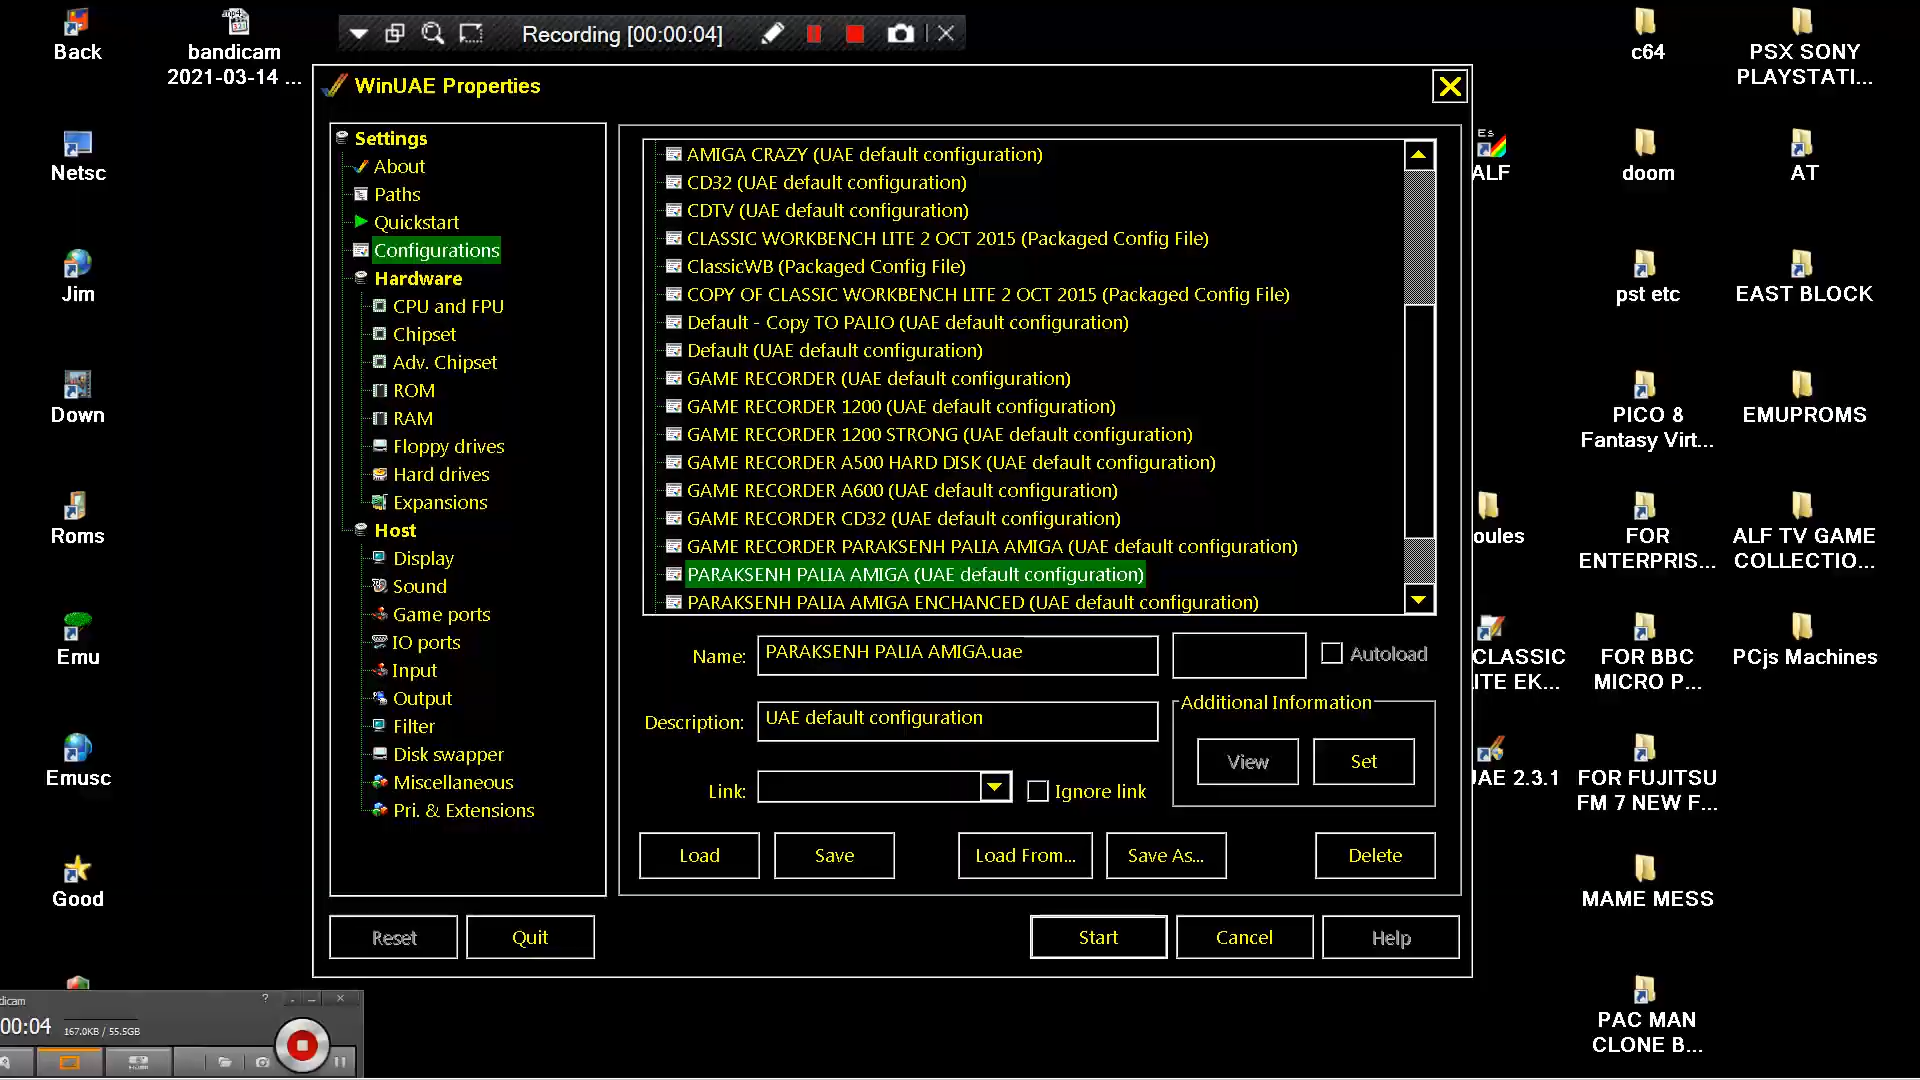 Back
bandicam
2021-03-14 ...
Recording [00:00:04]
c64
PSX SONY
PLAYSTATI...
WinUAE Properties
Netsc
Jim
Down
Roms
Emu
Emusc
Good
Settings
About
Paths
Quickstart
Configurations
Hardware
CPU and FPU
Chipset
Adv. Chipset
ROM
RAM
Floppy drives
Hard drives
Expansions
Host
Display
Sound
Game ports
IO ports
Input
Output
Filter
Disk swapper
Miscellaneous
Pri. & Extensions
AMIGA CRAZY (UAE default configuration)
CD32 (UAE default configuration)
CDTV (UAE default configuration)
CLASSIC WORKBENCH LITE 2 OCT 2015 (Packaged Config File)
ClassicWB (Packaged Config File)
COPY OF CLASSIC WORKBENCH LITE 2 OCT 2015 (Packaged Config File)
Default - Copy TO PALIO (UAE default configuration)
Default (UAE default configuration)
GAME RECORDER (UAE default configuration)
GAME RECORDER 1200 (UAE default configuration)
GAME RECORDER 1200 STRONG (UAE default configuration)
GAME RECORDER A500 HARD DISK (UAE default configuration)
GAME RECORDER A600 (UAE default configuration)
GAME RECORDER CD32 (UAE default configuration)
GAME RECORDER PARAKSENH PALIA AMIGA (UAE default configuration)
PARAKSENH PALIA AMIGA (UAE default configuration)
PARAKSENH PALIA AMIGA ENCHANCED (UAE default configuration)
Name: PARAKSENH PALIA AMIGA.uae
Autoload
Description: UAE default configuration
Additional Information
View
Set
Link:
Ignore link
Load
Save
Load From...
Save As...
Delete
Reset
Quit
Start
Cancel
Help
Es
ALF
oules
CLASSIC
ITE EK...
UAE 2.3.1
doom
pst etc
PICO 8
Fantasy Virt...
FOR
ENTERPRIS...
FOR BBC
MICRO P...
FOR FUJITSU
FM 7 NEW F...
MAME MESS
PAC MAN
CLONE B...
AT
EAST BLOCK
EMUPROMS
ALF TV GAME
COLLECTIO...
PCjs Machines
dicam
?
00:04
167.0KB / 55.5GB